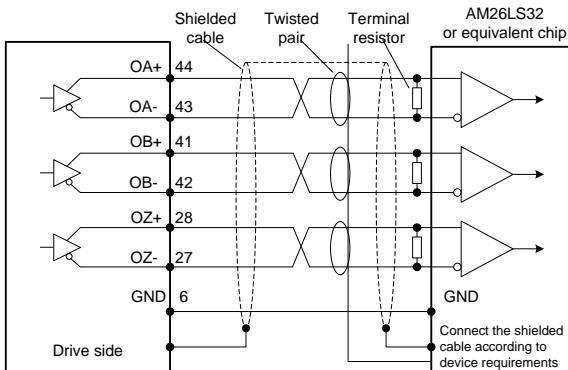 Shielded
cable
Twisted
pair
Terminal
resistor
AM26LS32
or equivalent chip
OA+ 44
OA- 43
OB+ 41
OB- 42
OZ+ 28
OZ- 27
GND 6
GND
Drive side
Connect the shielded
cable according to
device requirements